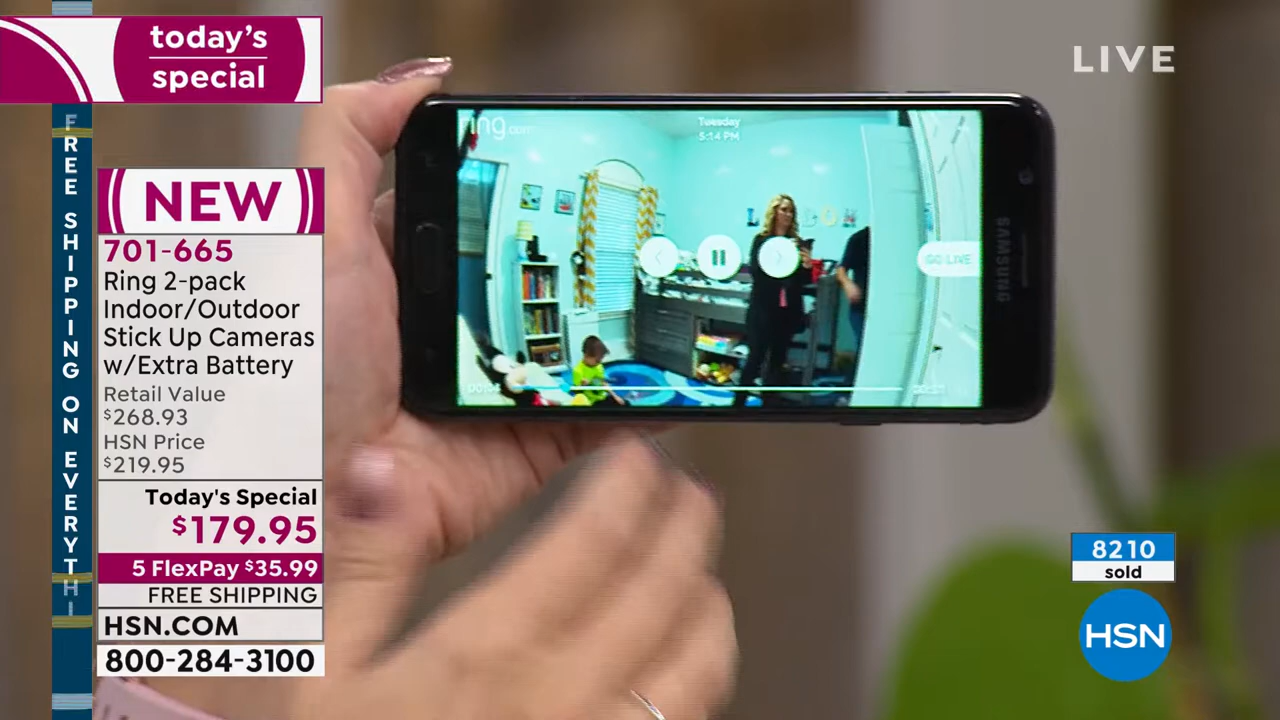 today's
special
LIVE
FREE SHIPPING ON EVERYTHI
NEW
701-665
Ring 2-pack
Indoor/Outdoor
Stick Up Cameras
w/Extra Battery
Retail Value
$268.93
HSN Price
$219.95
Today's Special
$179.95
5 FlexPay $35.99
FREE SHIPPING
HSN.COM
800-284-3100
ring.com
Tuesday
5:14 PM
GO LIVE
SAMSUNG
8210
sold
HSN